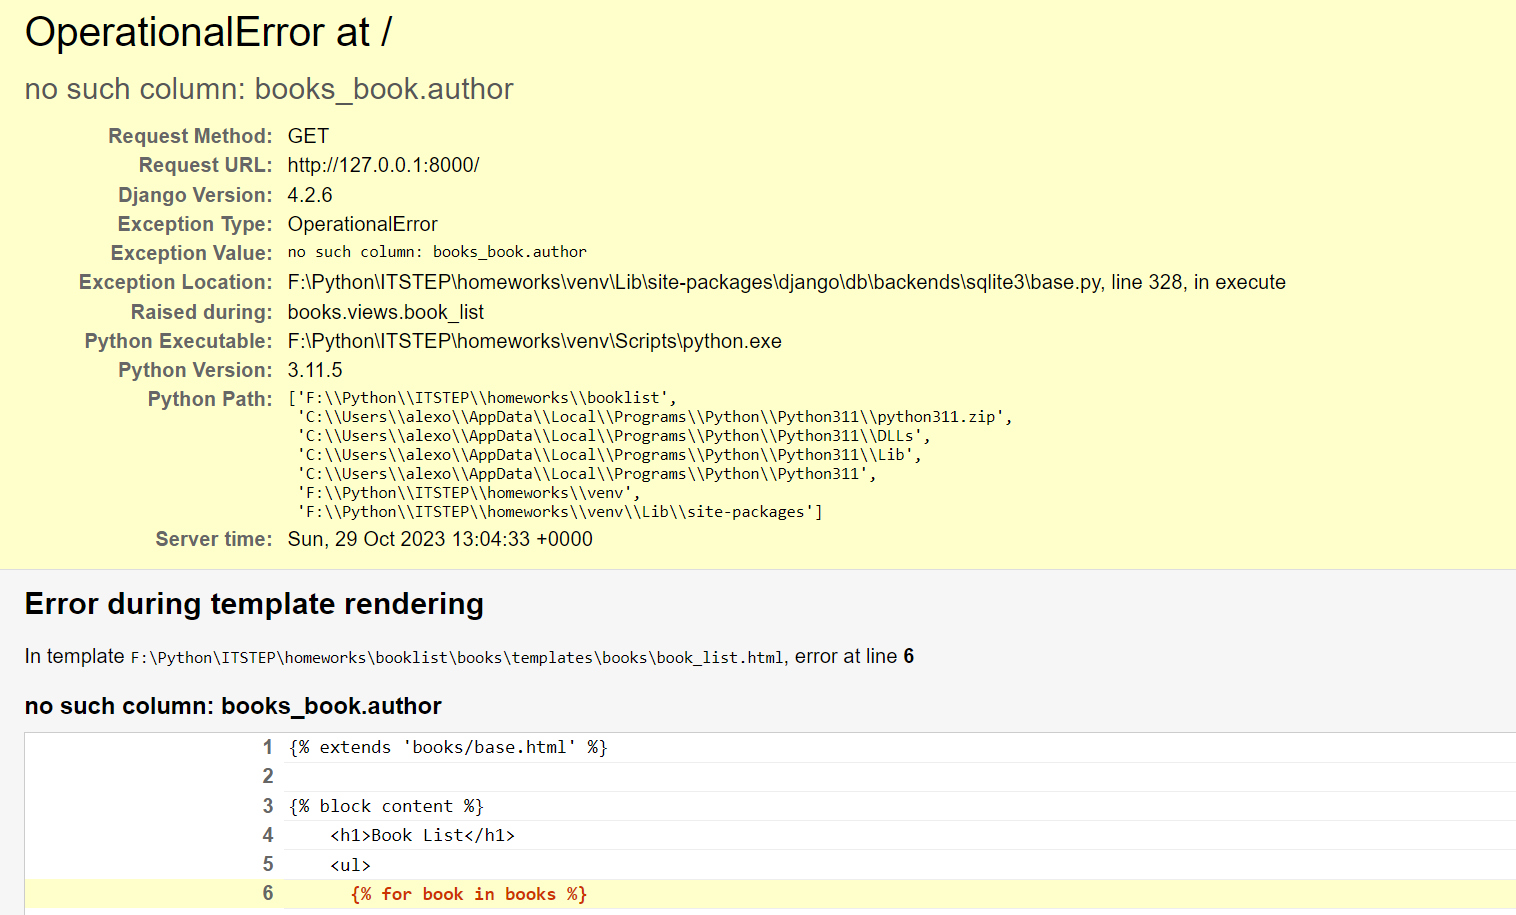 OperationalError at /
no such column: books_book.author
Request Method: GET
Request URL: http://127.0.0.1:8000/
Django Version: 4.2.6
Exception Type: OperationalError
Exception Value: no such column: books_book.author
Exception Location: F:\Python\ITSTEP\homeworks\venv\Lib\site-packages\django\db\backends\sqlite3\base.py, line 328, in execute
Raised during: books.views.book_list
Python Executable: F:\Python\ITSTEP\homeworks\venv\Scripts\python.exe
Python Version: 3.11.5
Python Path: ['F:\\Python\\ITSTEP\\homeworks\\booklist',
'C:\\Users\\alexo\\AppData\\Local\\Programs\\Python\\Python311\\python311.zip',
'C:\\Users\\alexo\\AppData\\Local\\Programs\\Python\\Python311\\DLLs',
'C:\\Users\\alexo\\AppData\\Local\\Programs\\Python\\Python311\\Lib',
'C:\\Users\\alexo\\AppData\\Local\\Programs\\Python\\Python311',
'F:\\Python\\ITSTEP\\homeworks\\venv',
'F:\\Python\\ITSTEP\\homeworks\\venv\\Lib\\site-packages']
Server time: Sun, 29 Oct 2023 13:04:33 +0000
Error during template rendering
In template F:\Python\ITSTEP\homeworks\booklist\books\templates\books\book_list.html, error at line 6
no such column: books_book.author
1 {% extends 'books/base.html' %}
2
3 {% block content %}
4 <h1>Book List</h1>
5 <ul>
6 {% for book in books %}